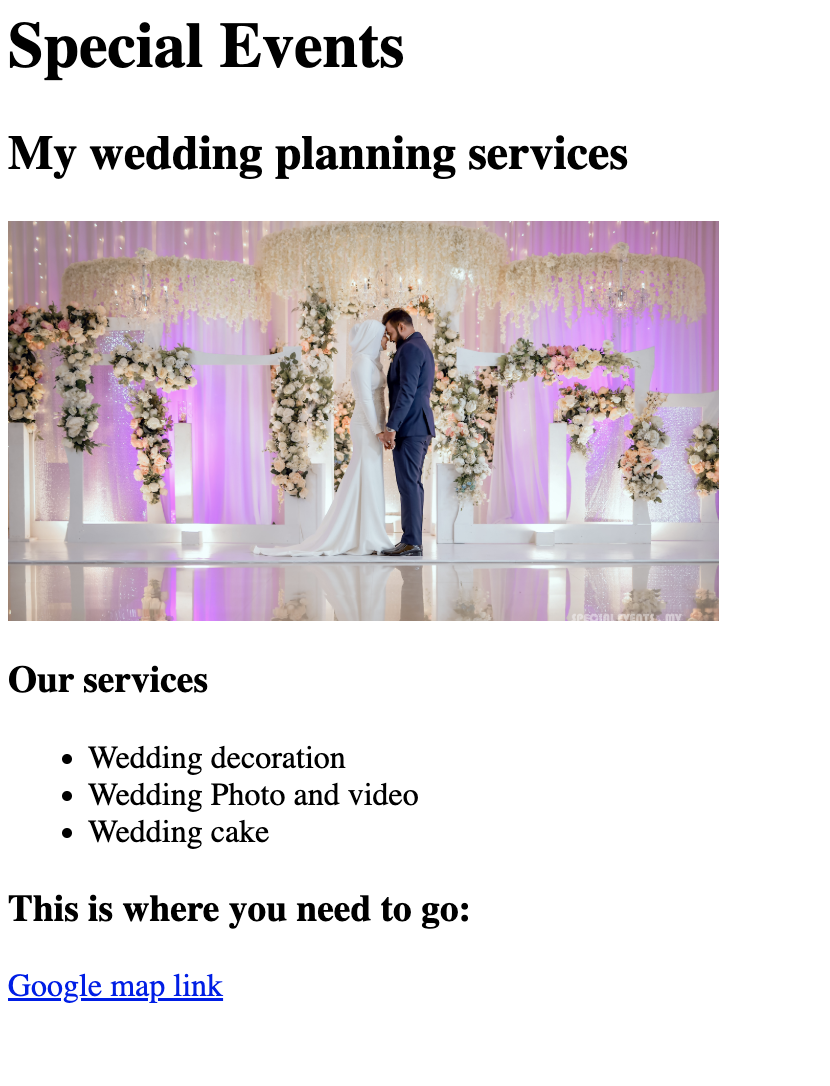 Special Events
My wedding planning services
SPECIAL EVENTS. MY
Our services
Wedding decoration
Wedding Photo and video
Wedding cake
This is where you need to go:
Google map link